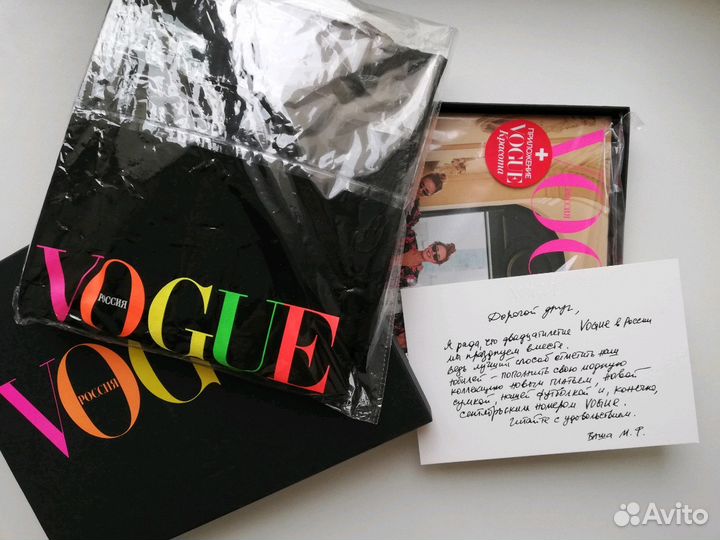 VOGUE
РОССИЯ
VOGUE
РОССИЯ
+
ПРИЛОЖЕНИЕ
VOGUE
Красота
VOG
РОССИЯ
Дорогой друг,
Я рада, что двадцатилетие VOGUE в России
мы празднуем вместе.
Ведь лучший способ отметить наш
юбилей - пополнить свою модную
коллекцию новым платьем, новой
сумкой, нашей футболкой и, конечно,
сентябрьским номером VOGUE.
Читайте с удовольствием.
Ваша М. Ф.
Avito